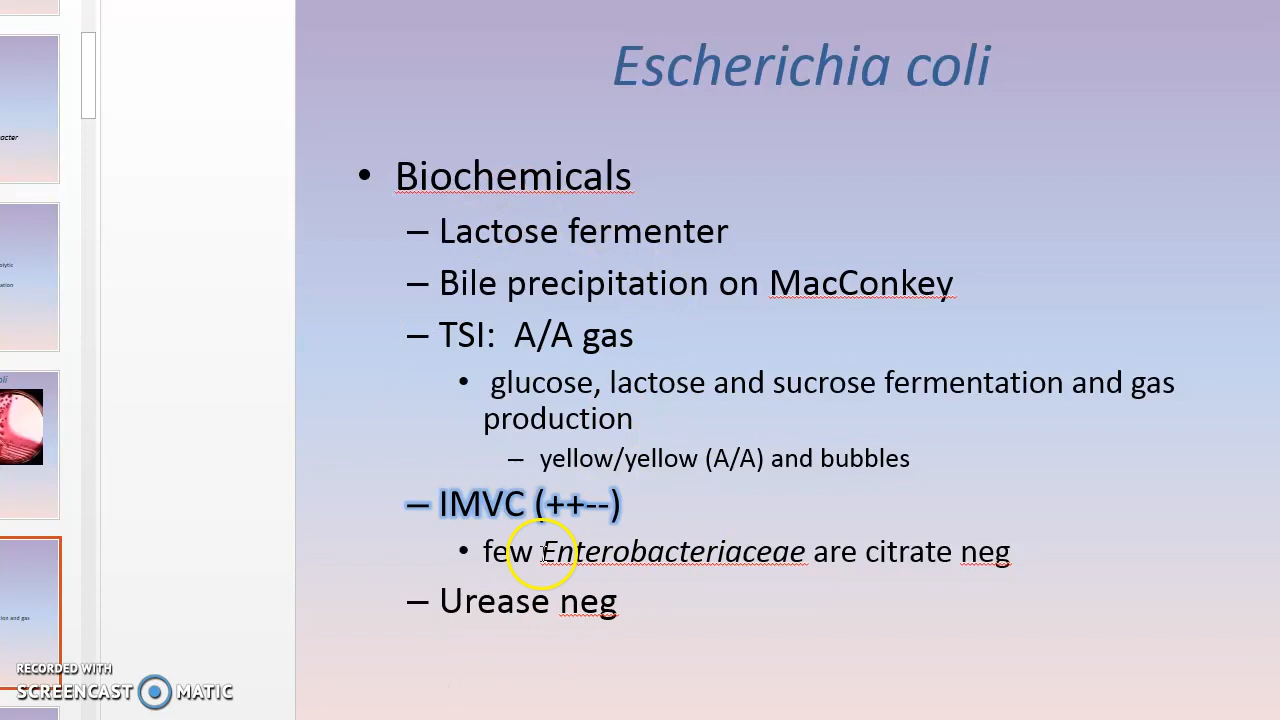 Escherichia coli
• Biochemicals
– Lactose fermenter
– Bile precipitation on MacConkey
– TSI: A/A gas
• glucose, lactose and sucrose fermentation and gas
production
– yellow/yellow (A/A) and bubbles
– IMVC (++--)
• few Enterobacteriaceae are citrate neg
– Urease neg
RECORDED WITH
SCREENCAST MATIC